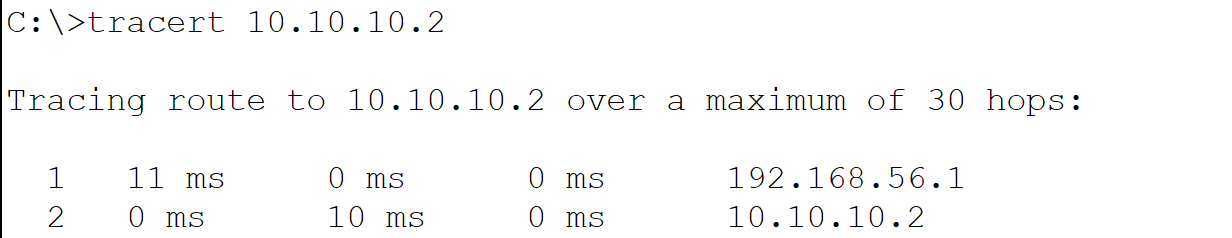 C:\>tracert 10.10.10.2
Tracing route to 10.10.10.2 over a maximum of 30 hops:
1 11 ms 0 ms 0 ms 192.168.56.1
2 0 ms 10 ms 0 ms 10.10.10.2